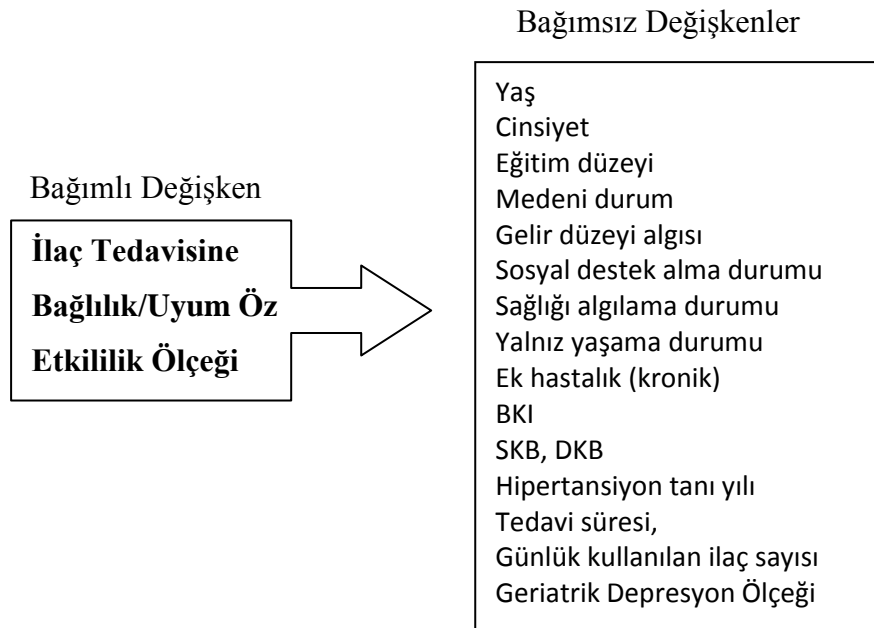 Bağımsız Değişkenler
Bağımlı Değişken
İlaç Tedavisine
Bağlılık/Uyum Öz
Etkililik Ölçeği
Yaş
Cinsiyet
Eğitim düzeyi
Medeni durum
Gelir düzeyi algısı
Sosyal destek alma durumu
Sağlığı algılama durumu
Yalnız yaşama durumu
Ek hastalık (kronik)
BKI
SKB, DKB
Hipertansiyon tanı yılı
Tedavi süresi,
Günlük kullanılan ilaç sayısı
Geriatrik Depresyon Ölçeği